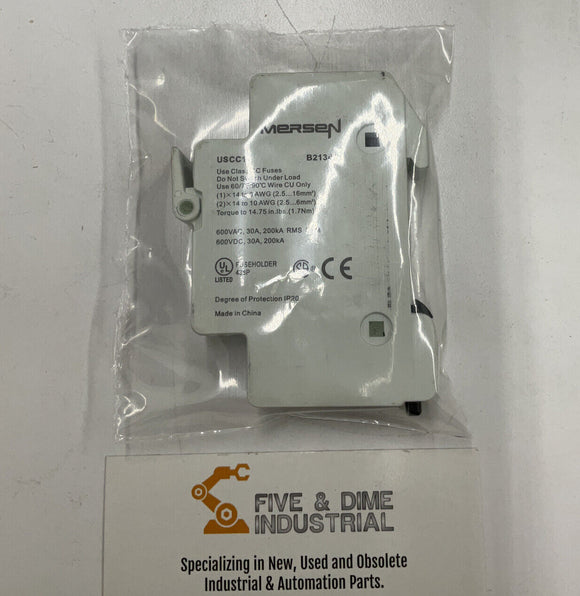 MERSEN
USCC1
B213
Use Class CC Fuses
Do Not Switch Under Load
Use 60/75/90°C Wire CU Only
(1)×14 to AWG (2.5...16mm²)
(2)×14 to 10 AWG (2.5...6mm²)
Torque to 14.75 in.lbs.(1.7Nm)
600VAC, 30A, 200kA RMS
600VDC, 30A, 200kA
UL
LISTED
FUSEHOLDER
CE
Degree of Protection IP20
Made in China
FIVE & DIME
INDUSTRIAL
Specializing in New, Used and Obsolete
Industrial & Automation Parts.